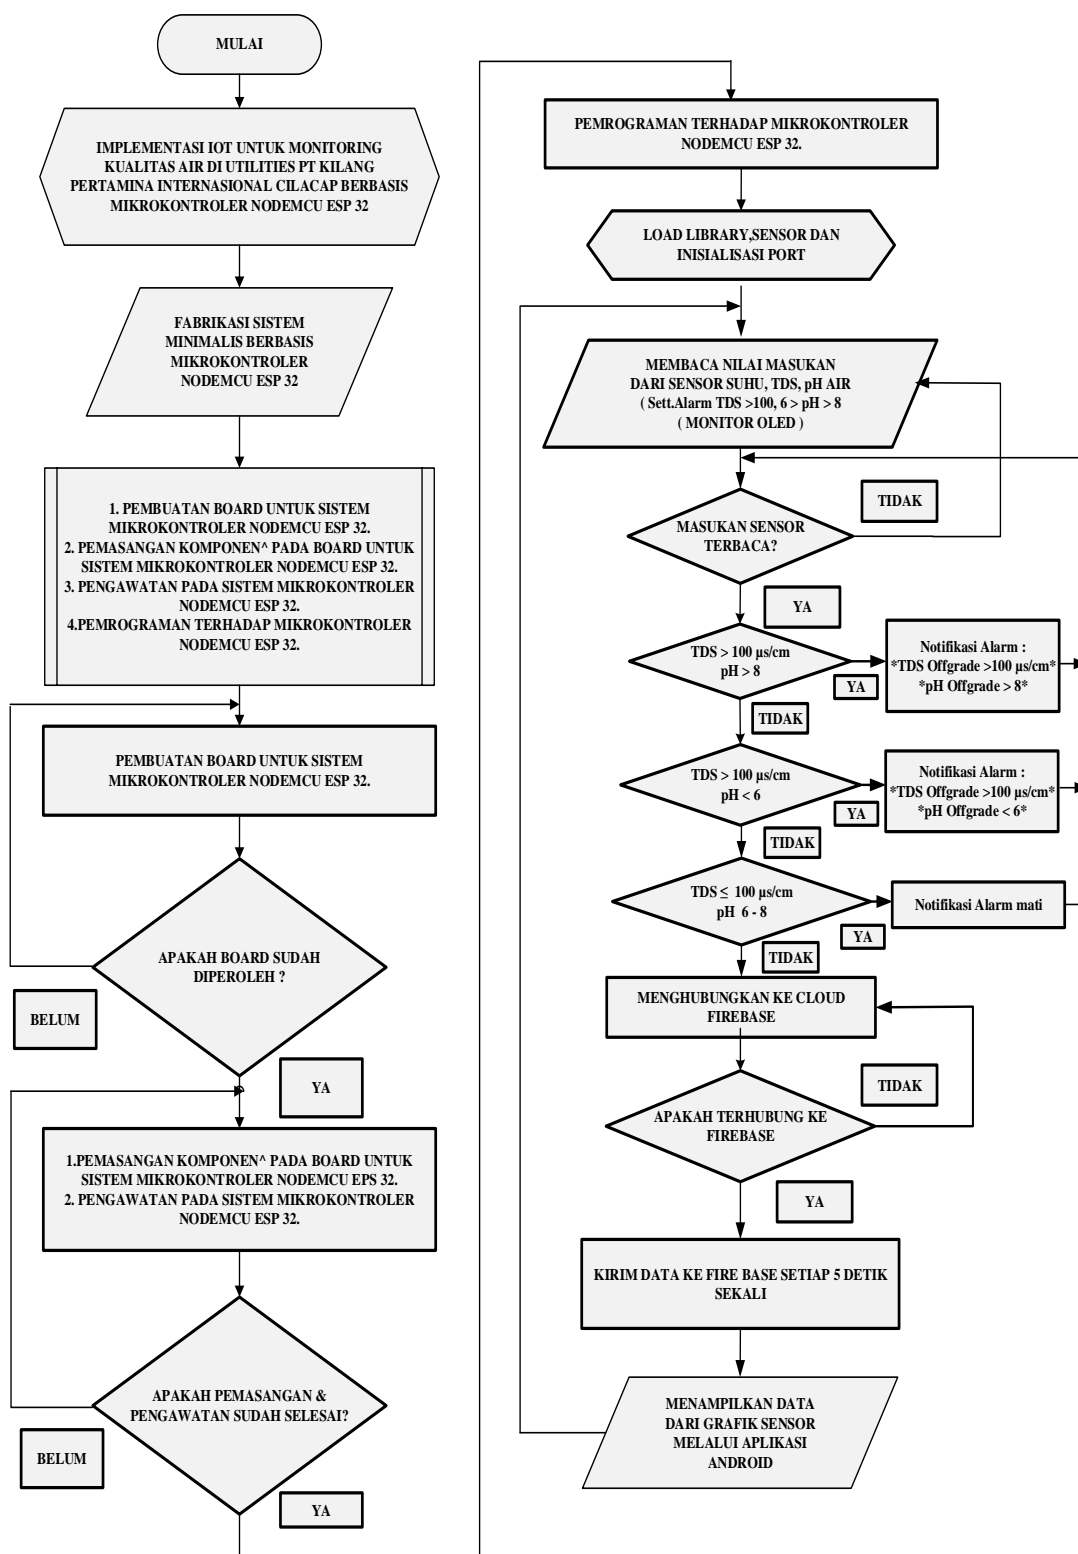 MULAI
IMPLEMENTASI IOT UNTUK MONITORING
KUALITAS AIR DI UTILITIES PT KILANG
PERTAMINA INTERNASIONAL CILACAP BERBASIS
MIKROKONTROLER NODEMCU ESP 32
FABRIKASI SISTEM
MINIMALIS BERBASIS
MIKROKONTROLER
NODEMCU ESP 32
1. PEMBUATAN BOARD UNTUK SISTEM
MIKROKONTROLER NODEMCU ESP 32.
2. PEMASANGAN KOMPONEN^ PADA BOARD UNTUK
SISTEM MIKROKONTROLER NODEMCU ESP 32.
3. PENGAWATAN PADA SISTEM MIKROKONTROLER
NODEMCU ESP 32.
4.PEMROGRAMAN TERHADAP MIKROKONTROLER
NODEMCU ESP 32.
PEMBUATAN BOARD UNTUK SISTEM
MIKROKONTROLER NODEMCU ESP 32.
APAKAH BOARD SUDAH
DIPEROLEH ?
BELUM
YA
1.PEMASANGAN KOMPONEN^ PADA BOARD UNTUK
SISTEM MIKROKONTROLER NODEMCU EPS 32.
2. PENGAWATAN PADA SISTEM MIKROKONTROLER
NODEMCU ESP 32.
APAKAH PEMASANGAN &
PENGAWATAN SUDAH SELESAI?
BELUM
YA
PEMROGRAMAN TERHADAP MIKROKONTROLER
NODEMCU ESP 32.
LOAD LIBRARY,SENSOR DAN
INISIALISASI PORT
MEMBACA NILAI MASUKAN
DARI SENSOR SUHU, TDS, pH AIR
( Sett.Alarm TDS >100, 6 > pH > 8
( MONITOR OLED )
TIDAK
MASUKAN SENSOR
TERBACA?
YA
TDS > 100 µs/cm
pH > 8
YA
Notifikasi Alarm :
*TDS Offgrade >100 µs/cm*
*pH Offgrade > 8*
TIDAK
TDS > 100 µs/cm
pH < 6
YA
Notifikasi Alarm :
*TDS Offgrade >100 µs/cm*
*pH Offgrade < 6*
TIDAK
TDS ≤ 100 µs/cm
pH 6 - 8
YA
Notifikasi Alarm mati
TIDAK
MENGHUBUNGKAN KE CLOUD
FIREBASE
TIDAK
APAKAH TERHUBUNG KE
FIREBASE
YA
KIRIM DATA KE FIRE BASE SETIAP 5 DETIK
SEKALI
MENAMPILKAN DATA
DARI GRAFIK SENSOR
MELALUI APLIKASI
ANDROID